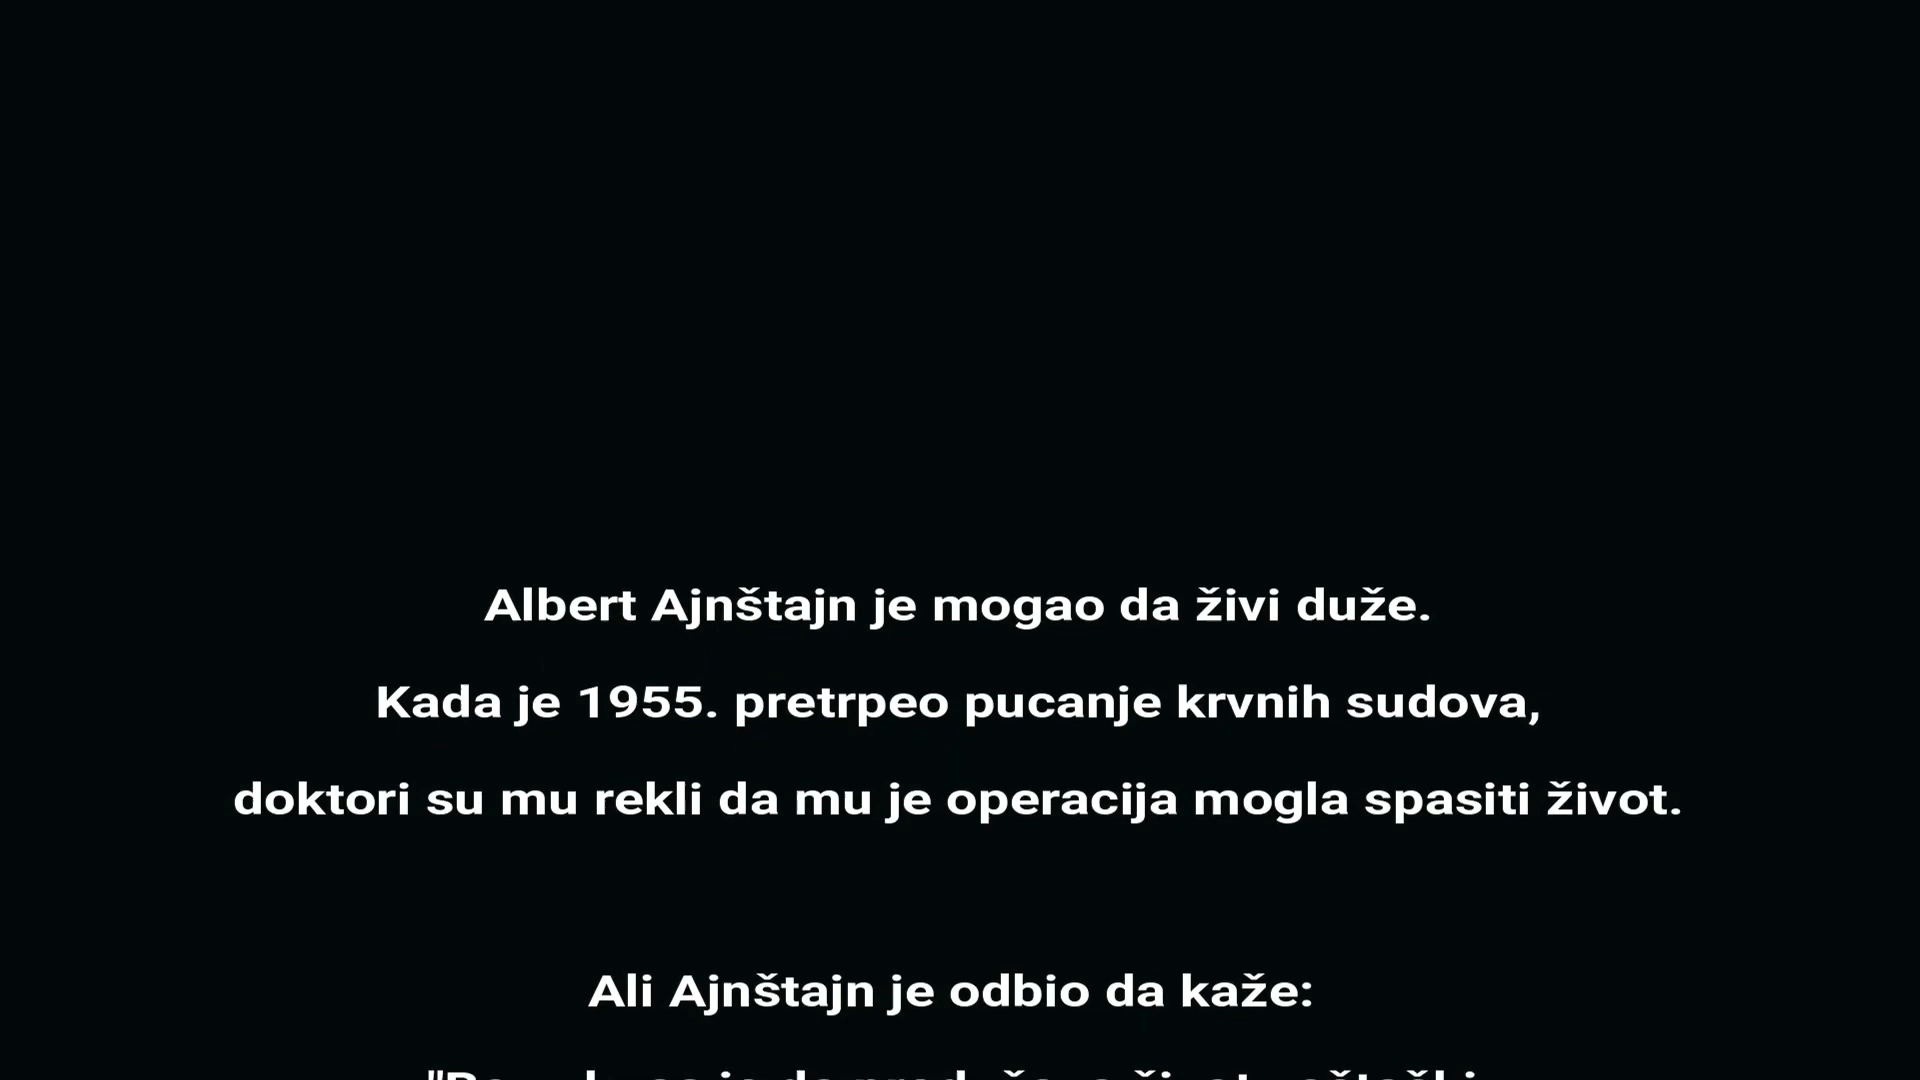 Albert Ajnštajn je mogao da živi duže.
Kada je 1955. pretrpeo pucanje krvnih sudova,
doktori su mu rekli da mu je operacija mogla spasiti život.
Ali Ajnštajn je odbio da kaže: